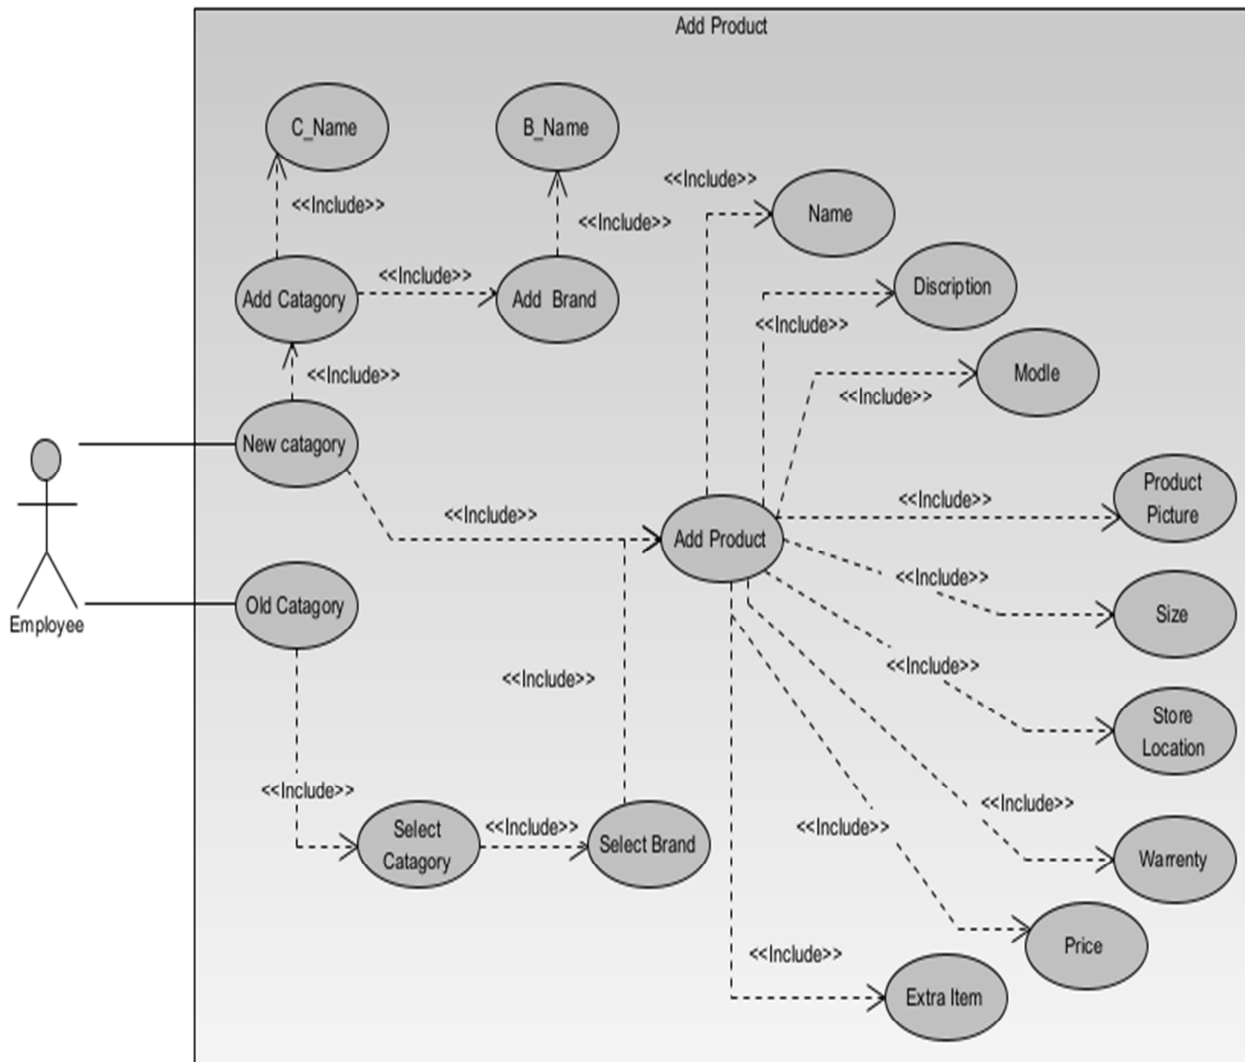 Add Product
C_Name
B_Name
<<Include>>
Name
<<Include>>
<<Include>>
<<Include>>
Add Catagory
Add Brand
Discription
<<Include>>
<<Include>>
Modle
<<Include>>
New catagory
Product
Picture
<<Include>>
<<Include>>
Add Product
<<Include>>
Old Catagory
Size
Employee
<<Include>>
<<Include>>
Store
Location
<<Include>>
<<Include>>
<<Include>>
<<Include>>
Select
Catagory
Select Brand
Warrenty
Price
<<Include>>
Extra Item